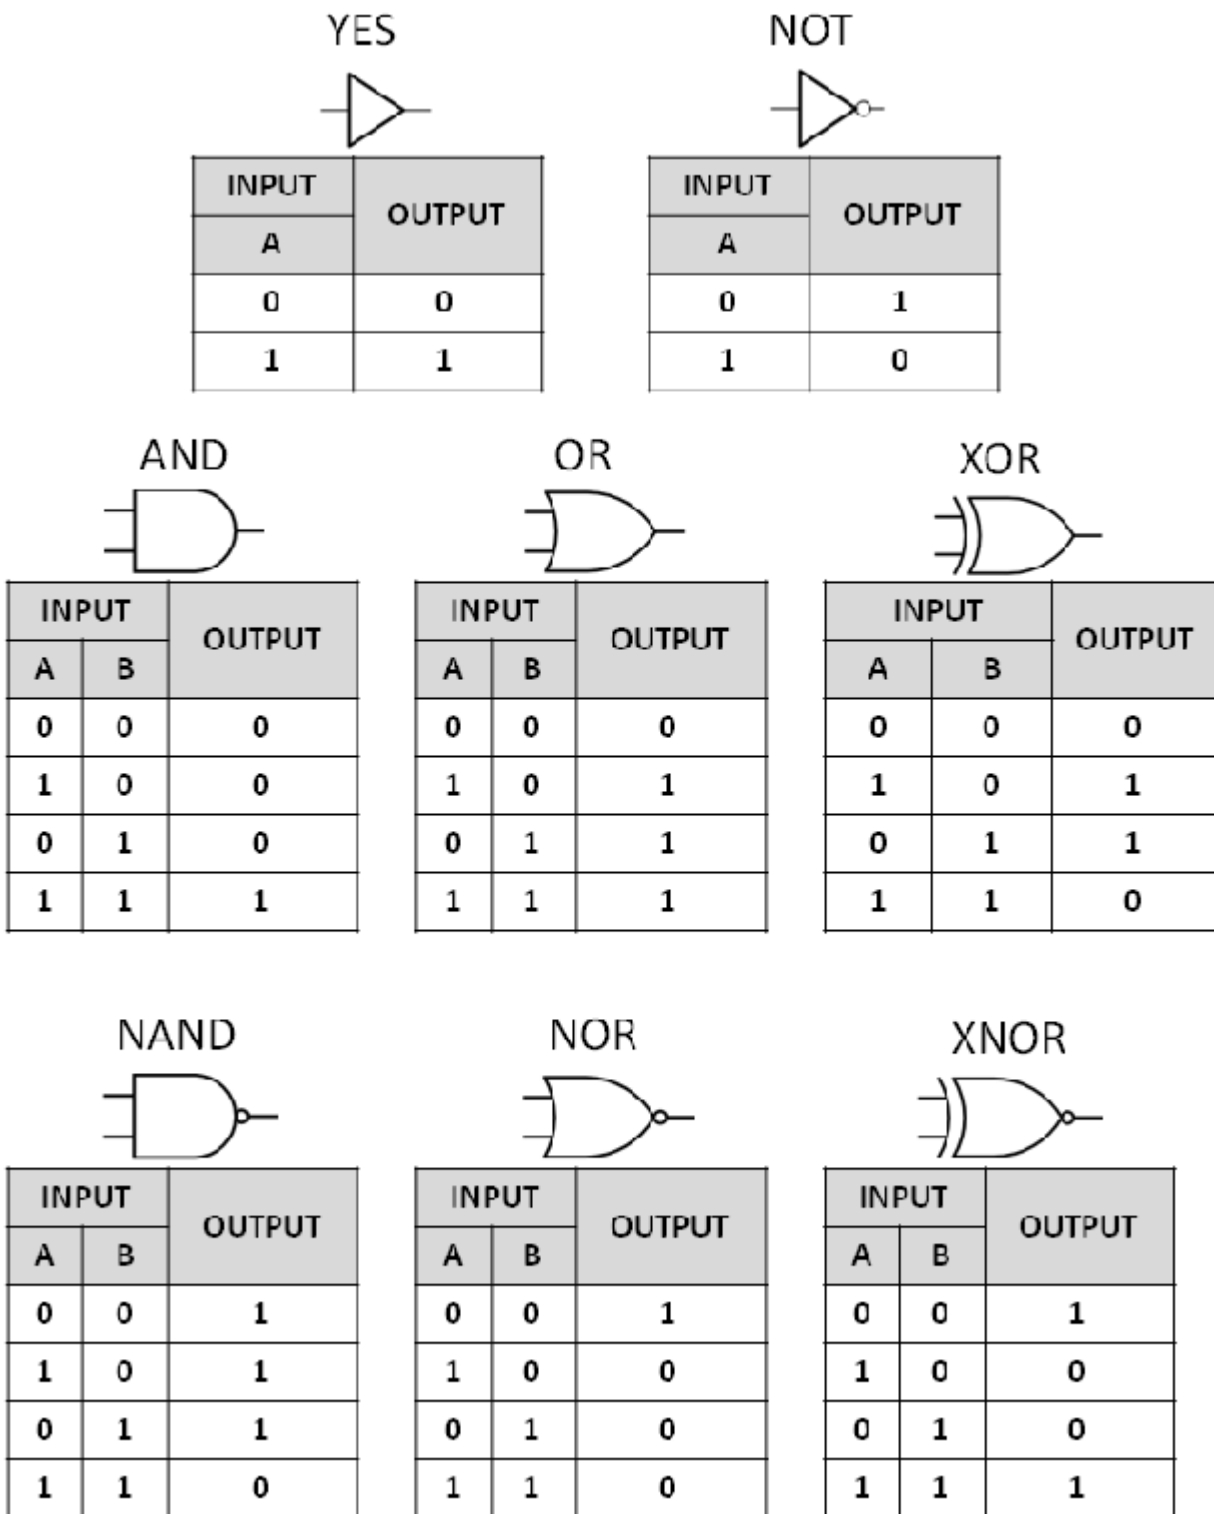 YES NOT
INPUT OUTPUT INPUT OUTPUT
A A
0 0 0 1
1 1 1 0
AND OR XOR
INPUT OUTPUT INPUT OUTPUT INPUT OUTPUT
A B A B A B
0 0 0 0 0 0 0 0 0
1 0 0 1 0 1 1 0 1
0 1 0 0 1 1 0 1 1
1 1 1 1 1 1 1 1 0
NAND NOR XNOR
INPUT OUTPUT INPUT OUTPUT INPUT OUTPUT
A B A B A B
0 0 1 0 0 1 0 0 1
1 0 1 1 0 0 1 0 0
0 1 1 0 1 0 0 1 0
1 1 0 1 1 0 1 1 1